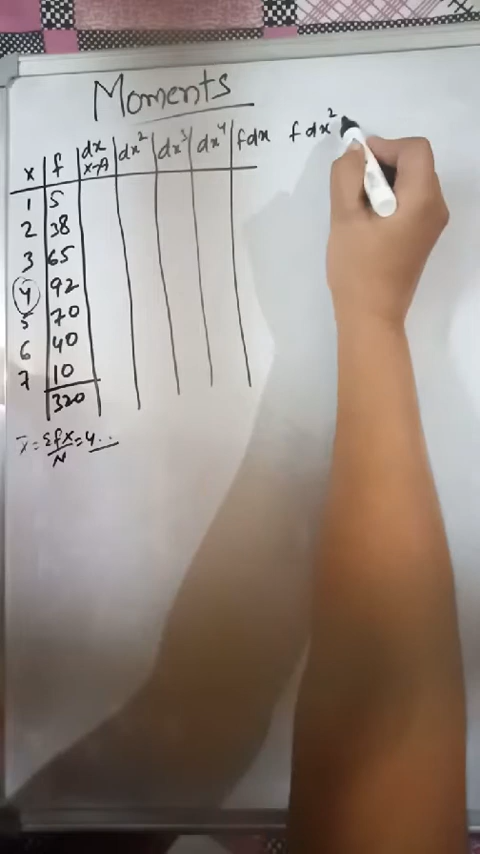 Moments
x f dx x-A dx² dx³ dx⁴ fdx fdx²
1 5
2 38
3 65
4 92
5 70
6 40
7 10
320
x̄ = Σfx/N = 4..